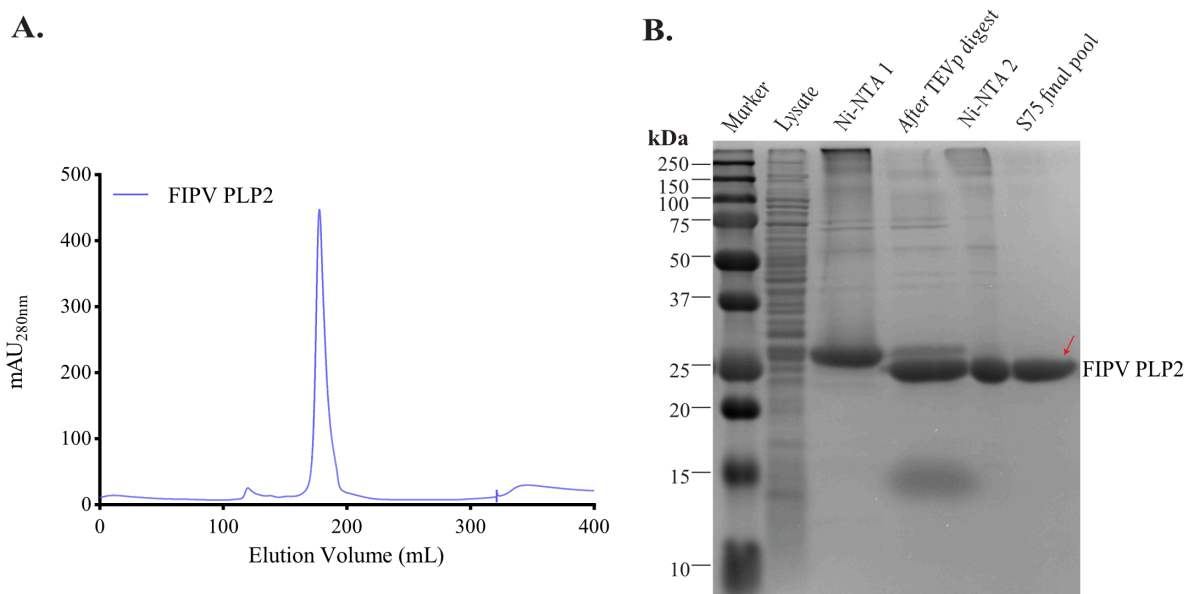 A.
500
400
300
200
100
0
mAU280nm
FIPV PLP2
0 100 200 300 400
Elution Volume (mL)
B.
Marker
Lysate
Ni-NTA 1
After TEVp digest
Ni-NTA 2
S75 final pool
kDa
250
150
100
75
50
37
25
20
15
10
FIPV PLP2